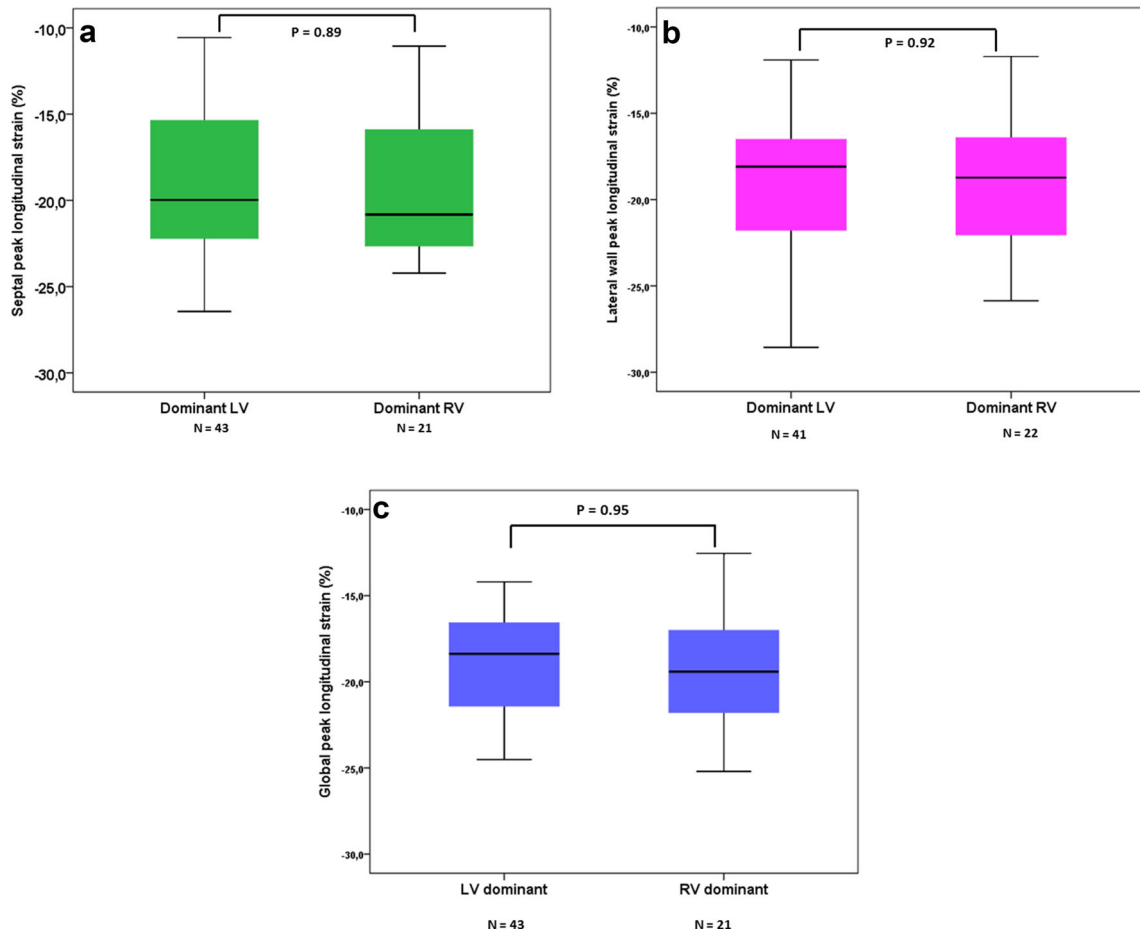 a
P = 0.89
Septal peak longitudinal strain (%)
-10,0
-15,0
-20,0
-25,0
-30,0
Dominant LV
Dominant RV
N = 43
N = 21
b
P = 0.92
Lateral wall peak longitudinal strain (%)
-10,0
-15,0
-20,0
-25,0
-30,0
Dominant LV
Dominant RV
N = 41
N = 22
c
P = 0.95
Global peak longitudinal strain (%)
-10,0
-15,0
-20,0
-25,0
-30,0
LV dominant
RV dominant
N = 43
N = 21